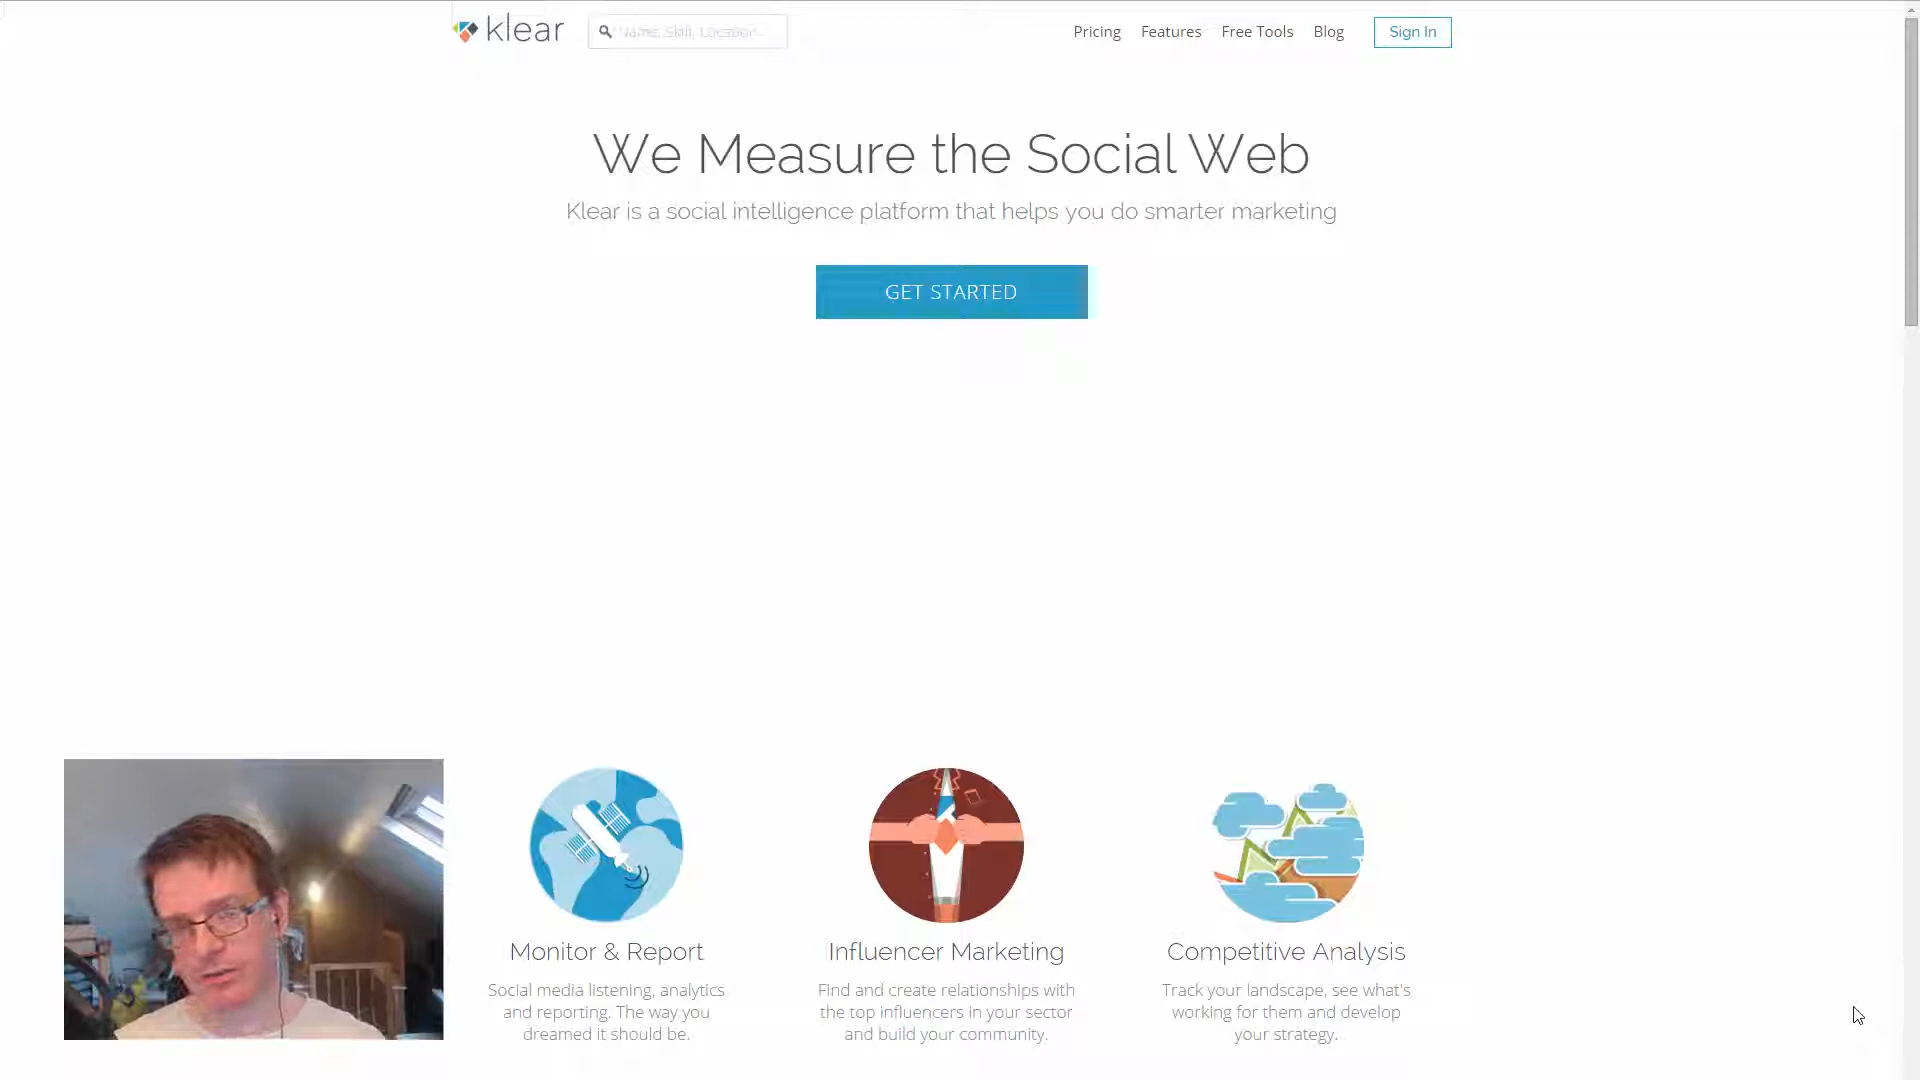 klear
Name, Skill, Location...
Pricing
Features
Free Tools
Blog
Sign In
We Measure the Social Web
Klear is a social intelligence platform that helps you do smarter marketing
GET STARTED
Monitor & Report
Social media listening, analytics
and reporting. The way you
dreamed it should be.
Influencer Marketing
Find and create relationships with
the top influencers in your sector
and build your community.
Competitive Analysis
Track your landscape, see what's
working for them and develop
your strategy.